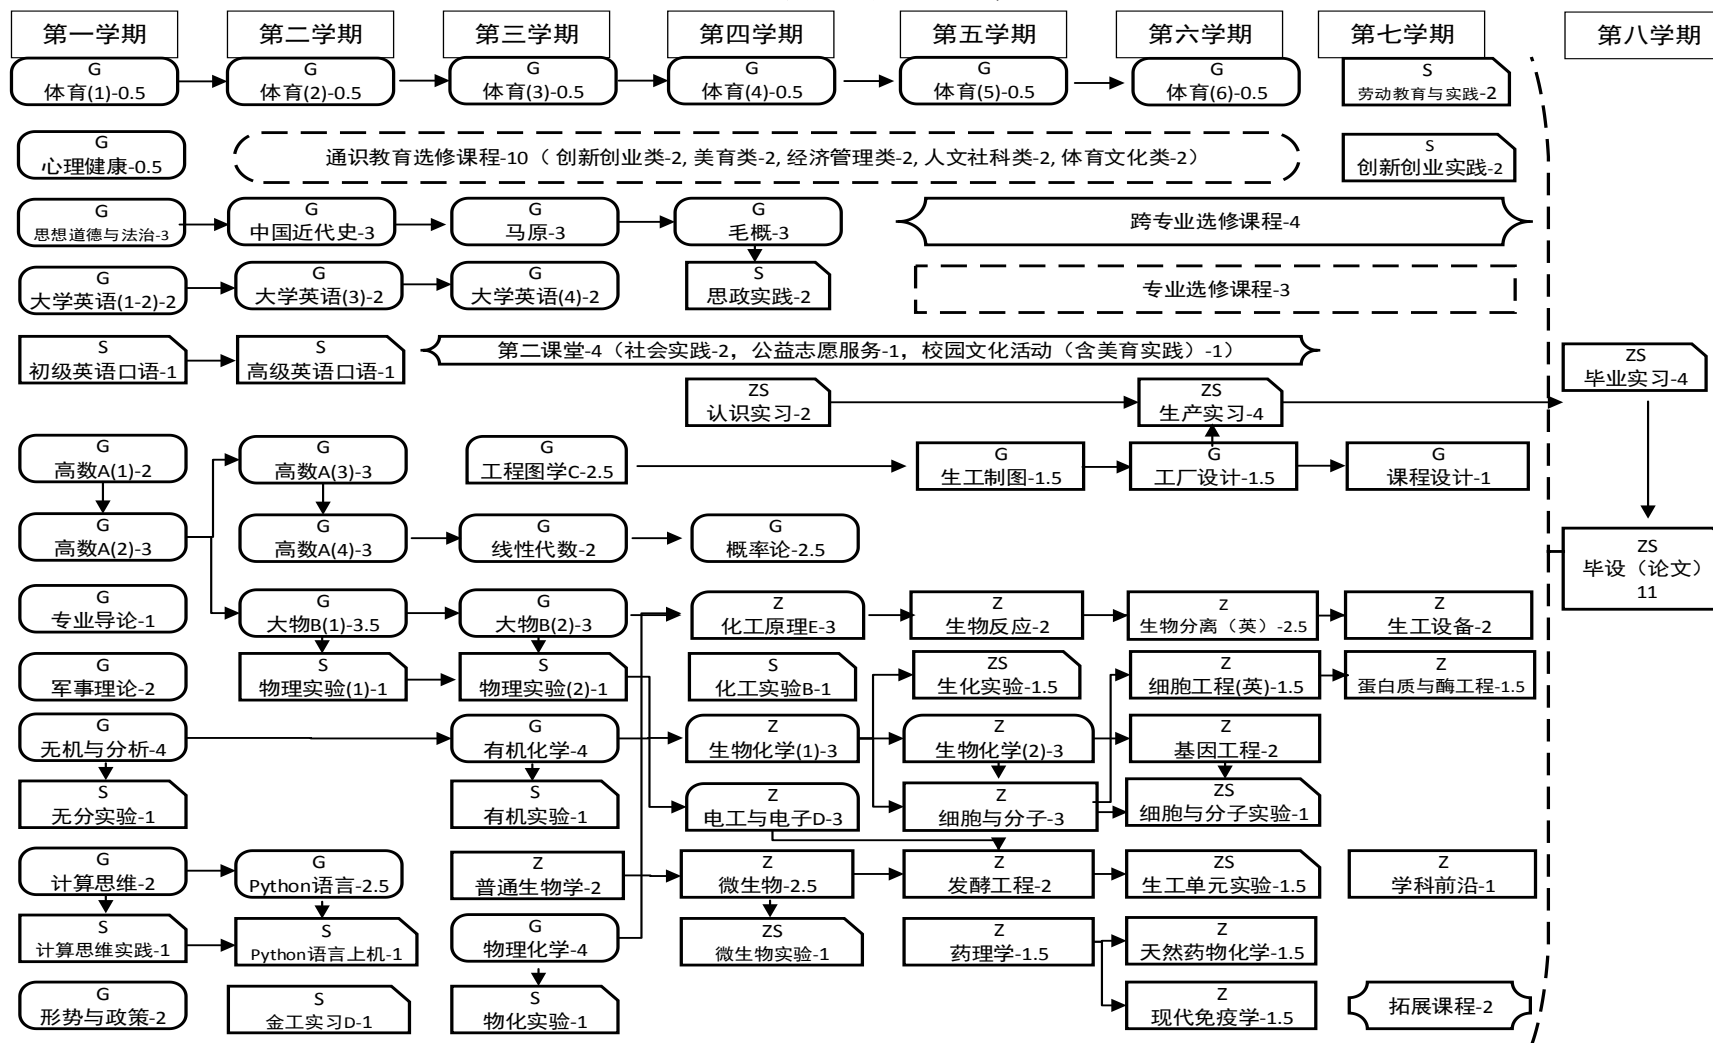 第一学期
第二学期
第三学期
第四学期
第五学期
第六学期
第七学期
第八学期
G
体育(1)-0.5
G
体育(2)-0.5
G
体育(3)-0.5
G
体育(4)-0.5
G
体育(5)-0.5
G
体育(6)-0.5
S
劳动教育与实践-2
G
心理健康-0.5
通识教育选修课程-10（创新创业类-2, 美育类-2, 经济管理类-2, 人文社科类-2, 体育文化类-2）
S
创新创业实践-2
G
思想道德与法治-3
G
中国近代史-3
G
马原-3
G
毛概-3
跨专业选修课程-4
G
大学英语(1-2)-2
G
大学英语(3)-2
G
大学英语(4)-2
S
思政实践-2
专业选修课程-3
S
初级英语口语-1
S
高级英语口语-1
第二课堂-4（社会实践-2，公益志愿服务-1，校园文化活动（含美育实践）-1）
ZS
毕业实习-4
ZS
认识实习-2
ZS
生产实习-4
G
高数A(1)-2
G
高数A(3)-3
G
工程图学C-2.5
G
生工制图-1.5
G
工厂设计-1.5
G
课程设计-1
G
高数A(2)-3
G
高数A(4)-3
G
线性代数-2
G
概率论-2.5
ZS
毕设（论文）
11
G
专业导论-1
G
大物B(1)-3.5
G
大物B(2)-3
Z
化工原理E-3
Z
生物反应-2
Z
生物分离（英）-2.5
Z
生工设备-2
G
军事理论-2
S
物理实验(1)-1
S
物理实验(2)-1
S
化工实验B-1
ZS
生化实验-1.5
Z
细胞工程(英)-1.5
Z
蛋白质与酶工程-1.5
G
无机与分析-4
G
有机化学-4
Z
生物化学(1)-3
Z
生物化学(2)-3
Z
基因工程-2
S
无分实验-1
S
有机实验-1
Z
电工与电子D-3
Z
细胞与分子-3
ZS
细胞与分子实验-1
G
计算思维-2
G
Python语言-2.5
Z
普通生物学-2
Z
微生物-2.5
Z
发酵工程-2
ZS
生工单元实验-1.5
Z
学科前沿-1
S
计算思维实践-1
S
Python语言上机-1
G
物理化学-4
ZS
微生物实验-1
Z
药理学-1.5
Z
天然药物化学-1.5
G
形势与政策-2
S
金工实习D-1
S
物化实验-1
Z
现代免疫学-1.5
拓展课程-2